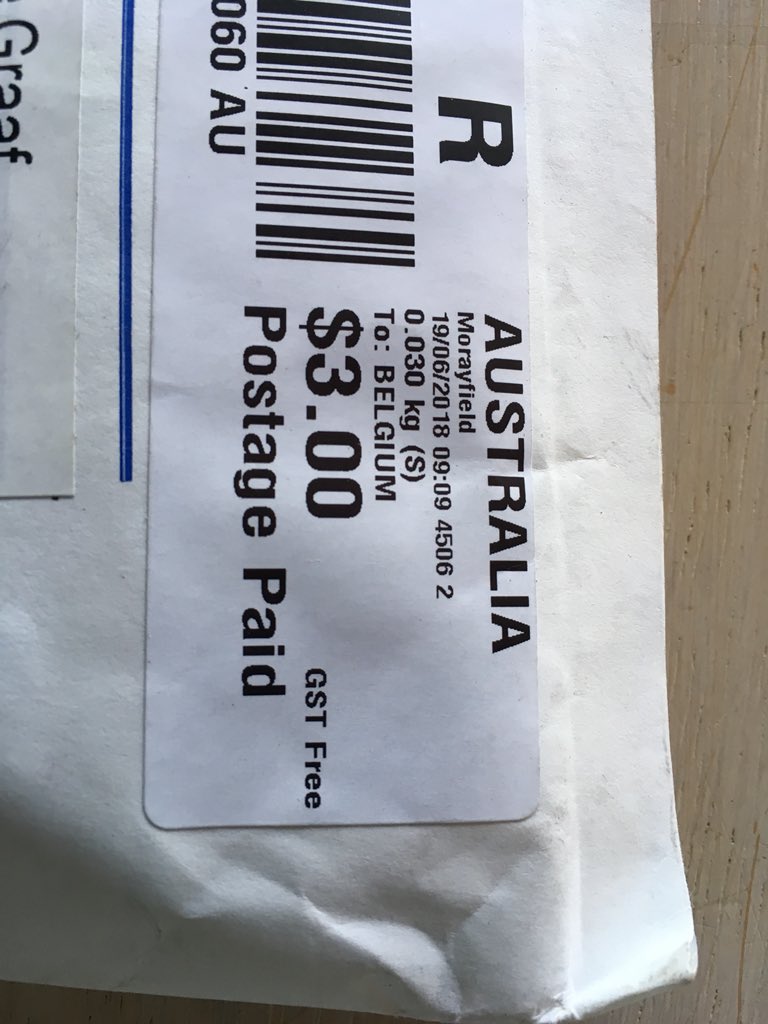 R
060 AU
AUSTRALIA
Morayfield
19/06/2018 09:09 4506 2
0.030 kg (S)
To: BELGIUM
$3.00 GST Free
Postage Paid
Graaf